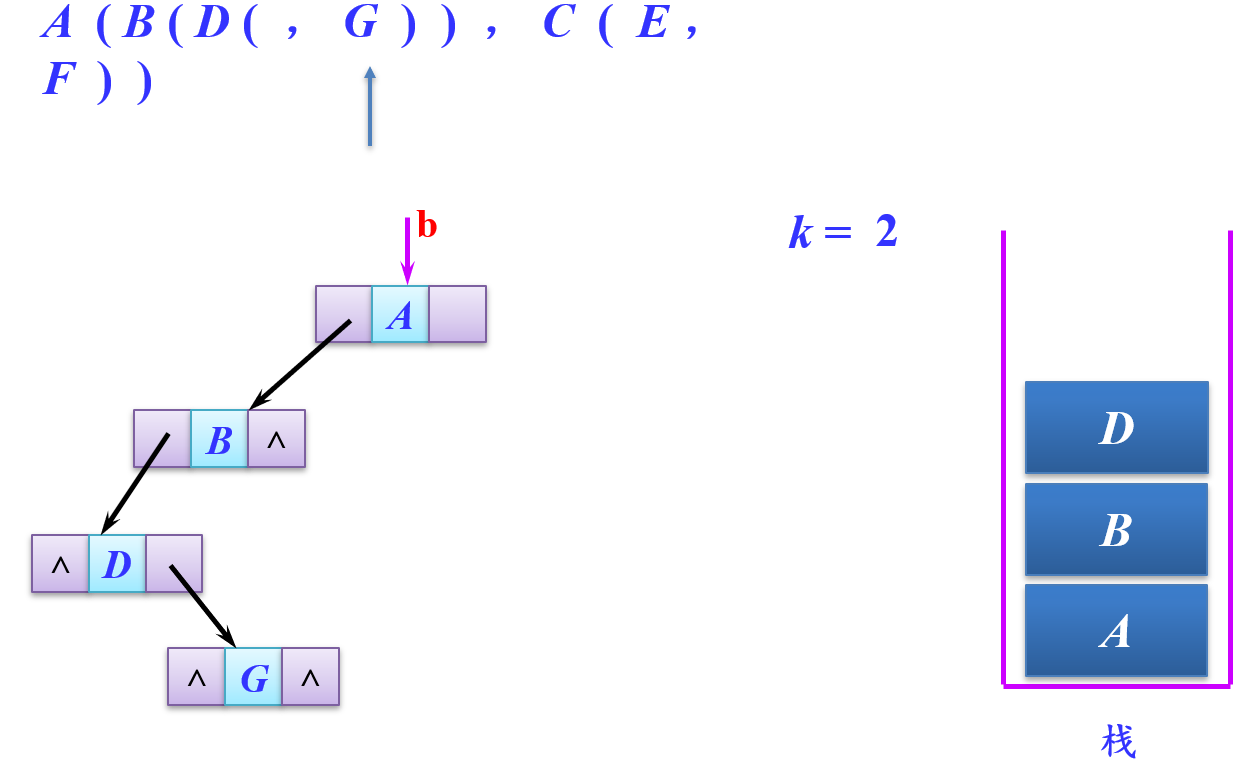 A ( B ( D ( , G ) ) , C ( E ,
F ) )
b
k = 2
A
B ^
^ D
^ G ^
D
B
A
栈